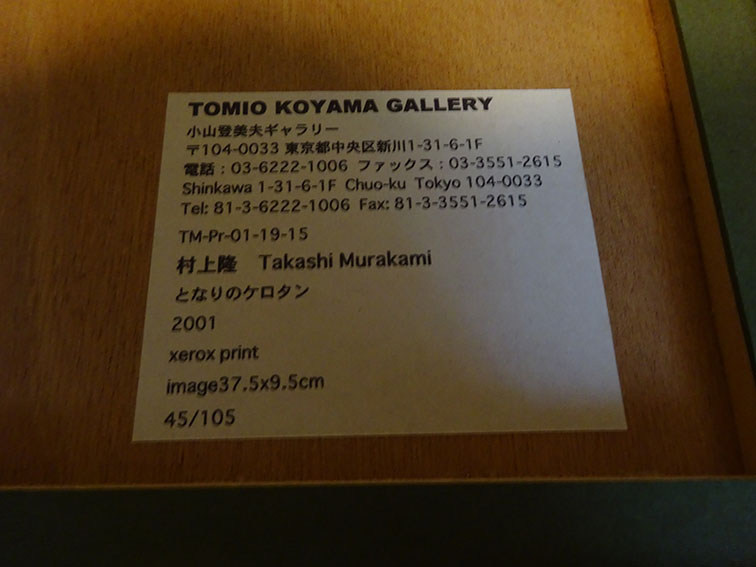 TOMIO KOYAMA GALLERY
小山登美夫ギャラリー
〒104-0033 東京都中央区新川1-31-6-1F
電話：03-6222-1006 ファックス：03-3551-2615
Shinkawa 1-31-6-1F Chuo-ku Tokyo 104-0033
Tel: 81-3-6222-1006 Fax: 81-3-3551-2615
TM-Pr-01-19-15
村上隆 Takashi Murakami
となりのケロタン
2001
xerox print
image37.5x9.5cm
45/105